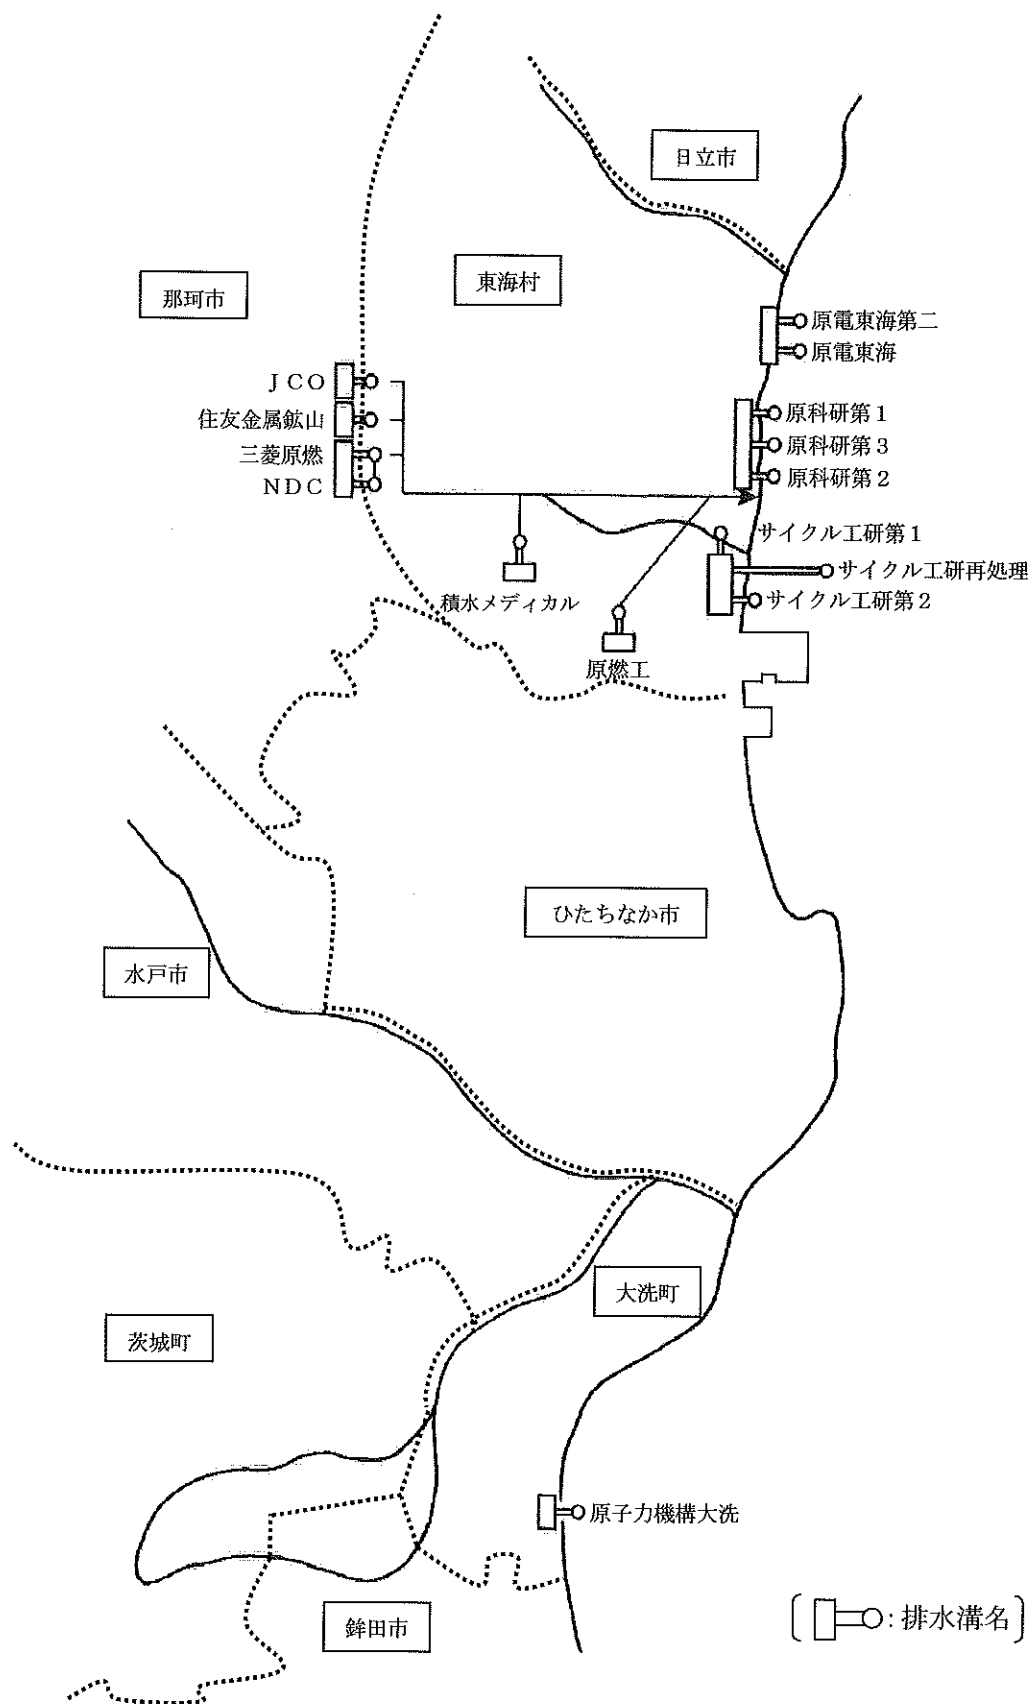 日立市
東海村
那珂市
原電東海第二
原電東海
JCO
住友金属鉱山
三菱原燃
NDC
原科研第1
原科研第3
原科研第2
サイクル工研第1
サイクル工研再処理
サイクル工研第2
積水メディカル
原燃工
ひたちなか市
水戸市
大洗町
茨城町
原子力機構大洗
鉾田市
〔 :排水溝名〕